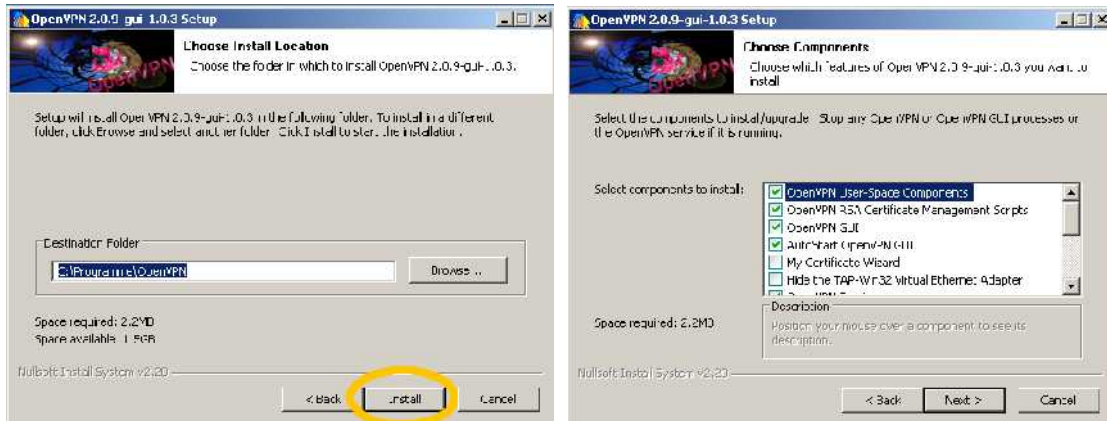 OpenVPN 2.0.9-gui-1.0.3 Setup
Choose Install Location
Choose the folder in which to install OpenVPN 2.0.9-gui-1.0.3.
OpenVPN
Setup will install OpenVPN 2.0.9-gui-1.0.3 in the following folder. To install in a different
folder, click Browse and select another folder. Click Install to start the installation.
Destination Folder
C:\Programme\OpenVPN
Browse...
Space required: 2.2MB
Space available: 1.9GB
Nullsoft Install System v2.20
< Back
Install
Cancel
OpenVPN 2.0.9-gui-1.0.3 Setup
Choose Components
Choose which features of OpenVPN 2.0.9-gui-1.0.3 you want to
install.
OpenVPN
Select the components to install/upgrade. Stop any OpenVPN or OpenVPN GUI processes or
the OpenVPN service if it is running.
Select components to install:
OpenVPN User-Space Components
OpenVPN RSA Certificate Management Scripts
OpenVPN GUI
AutoStart OpenVPN GUI
My Certificate Wizard
Hide the TAP-Win32 Virtual Ethernet Adapter
Space required: 2.2MB
Description
Position your mouse over a component to see its
description.
Nullsoft Install System v2.20
< Back
Next >
Cancel